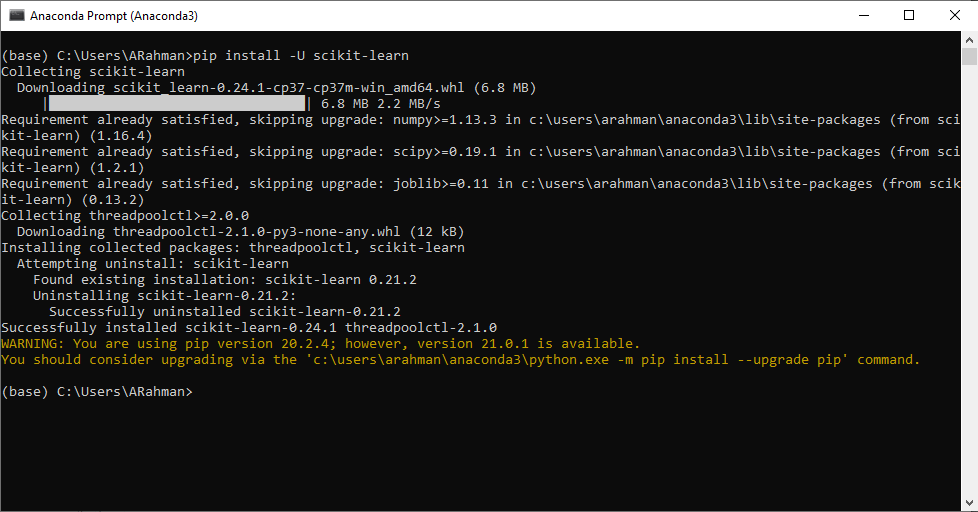 Anaconda Prompt (Anaconda3)
(base) C:\Users\ARahman>pip install -U scikit-learn
Collecting scikit-learn
  Downloading scikit_learn-0.24.1-cp37-cp37m-win_amd64.whl (6.8 MB)
     |████████████████████████████████| 6.8 MB 2.2 MB/s
Requirement already satisfied, skipping upgrade: numpy>=1.13.3 in c:\users\arahman\anaconda3\lib\site-packages (from sci
kit-learn) (1.16.4)
Requirement already satisfied, skipping upgrade: scipy>=0.19.1 in c:\users\arahman\anaconda3\lib\site-packages (from sci
kit-learn) (1.2.1)
Requirement already satisfied, skipping upgrade: joblib>=0.11 in c:\users\arahman\anaconda3\lib\site-packages (from scik
it-learn) (0.13.2)
Collecting threadpoolctl>=2.0.0
  Downloading threadpoolctl-2.1.0-py3-none-any.whl (12 kB)
Installing collected packages: threadpoolctl, scikit-learn
  Attempting uninstall: scikit-learn
    Found existing installation: scikit-learn 0.21.2
    Uninstalling scikit-learn-0.21.2:
      Successfully uninstalled scikit-learn-0.21.2
Successfully installed scikit-learn-0.24.1 threadpoolctl-2.1.0
WARNING: You are using pip version 20.2.4; however, version 21.0.1 is available.
You should consider upgrading via the 'c:\users\arahman\anaconda3\python.exe -m pip install --upgrade pip' command.
(base) C:\Users\ARahman>